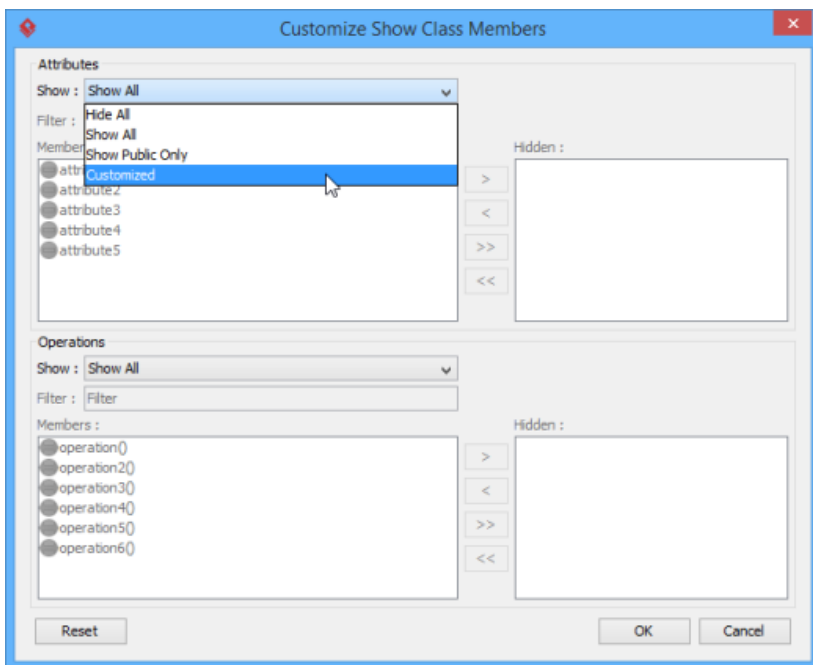 Customize Show Class Members
Attributes
Show : Show All
Hide All
Filter :
Show All
Member
Show Public Only
Hidden :
Customized
attri
attribute2
attribute3
attribute4
attribute5
>
<
>>
<<
Operations
Show : Show All
Filter : Filter
Members :
Hidden :
operation()
operation2()
operation3()
operation4()
operation5()
operation6()
>
<
>>
<<
Reset
OK
Cancel